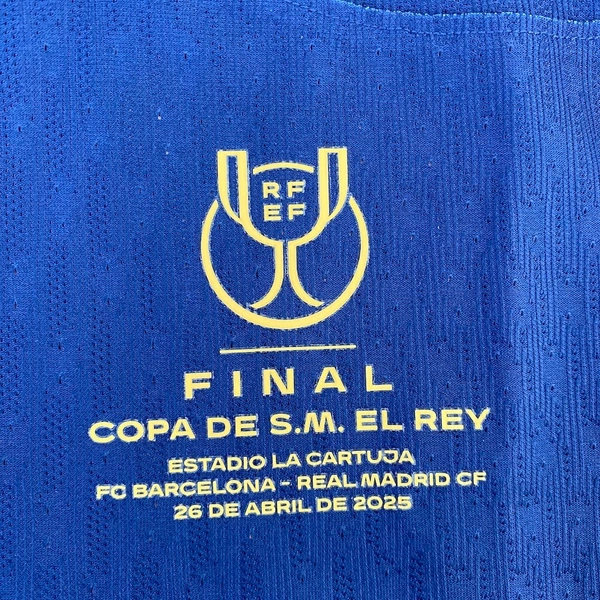 RF
EF
FINAL
COPA DE S.M. EL REY
ESTADIO LA CARTUJA
FC BARCELONA - REAL MADRID CF
26 DE ABRIL DE 2025